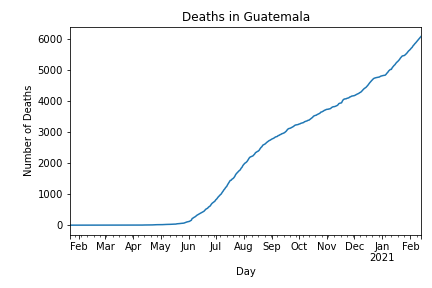 Deaths in Guatemala
Number of Deaths
6000
5000
4000
3000
2000
1000
0
Feb Mar Apr May Jun Jul Aug Sep Oct Nov Dec Jan Feb
2021
Day